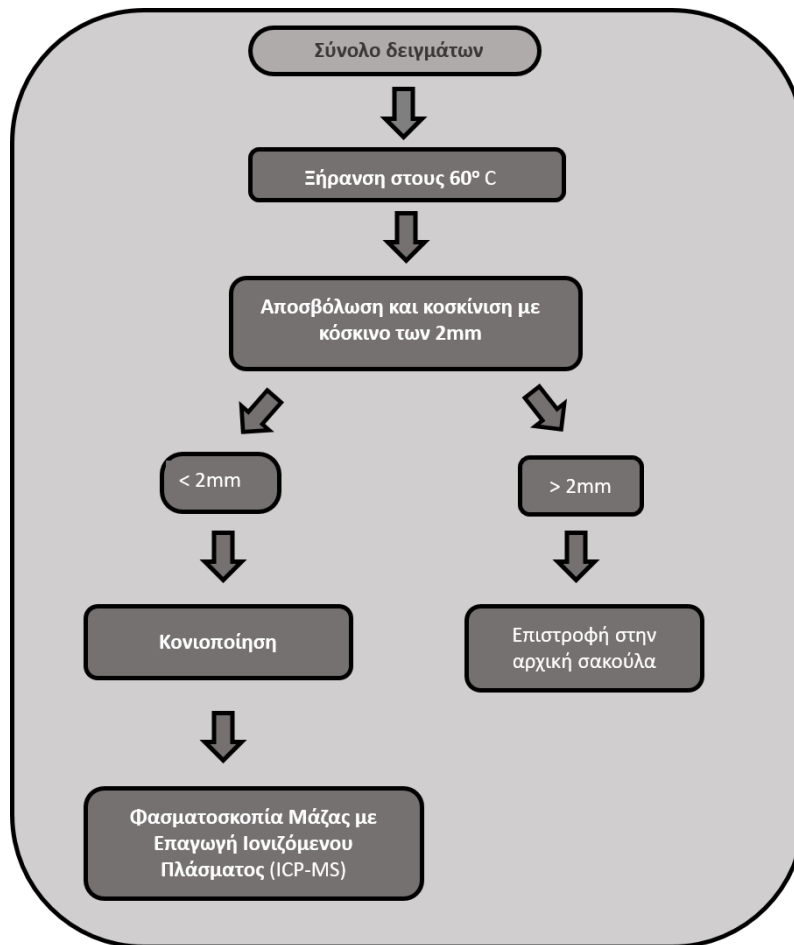 Σύνολο δειγμάτων
Ξήρανση στους 60° C
Αποσβόλωση και κοσκίνιση με
κόσκινο των 2mm
< 2mm
> 2mm
Κονιοποίηση
Επιστροφή στην
αρχική σακούλα
Φασματοσκοπία Μάζας με
Επαγωγή Ιονιζόμενου
Πλάσματος (ICP-MS)